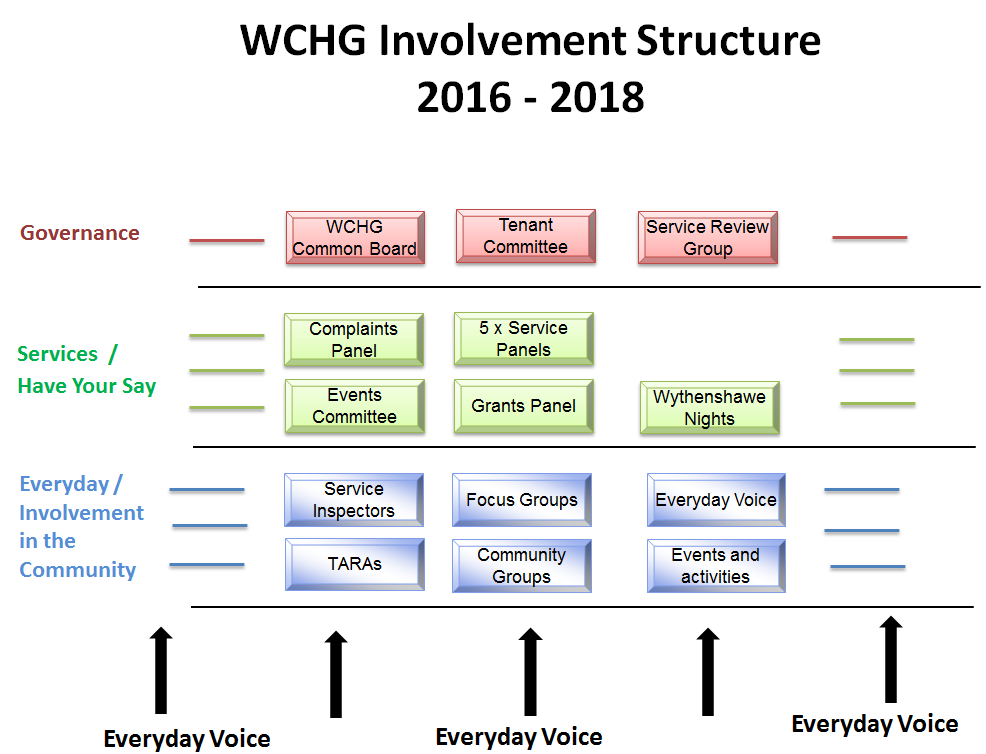 WCHG Involvement Structure
2016 - 2018
Governance
WCHG
Common Board
Tenant
Committee
Service Review
Group
Services /
Have Your Say
Complaints
Panel
5 x Service
Panels
Events
Committee
Grants Panel
Wythenshawe
Nights
Everyday /
Involvement
in the
Community
Service
Inspectors
Focus Groups
Everyday Voice
TARAs
Community
Groups
Events and
activities
Everyday Voice
Everyday Voice
Everyday Voice